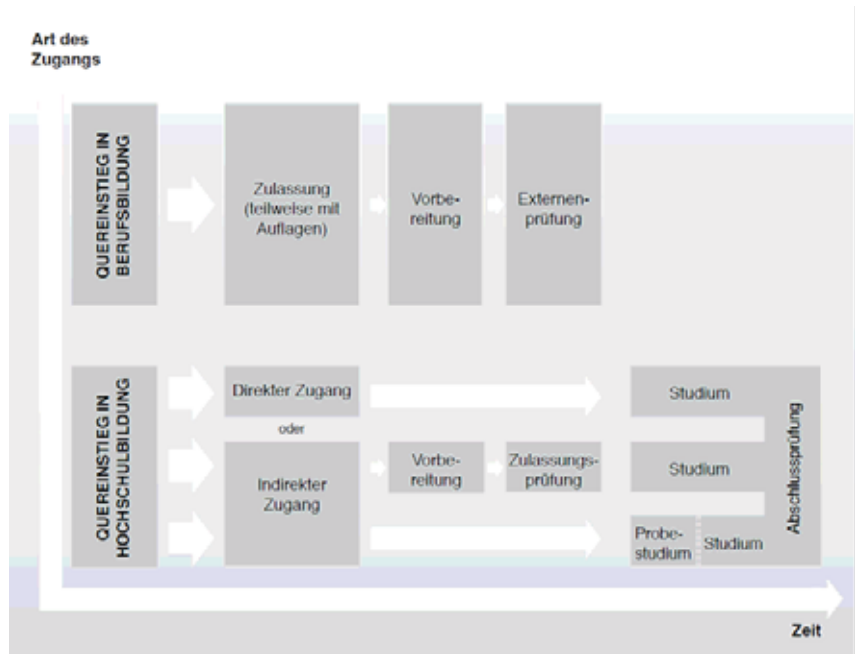 Art des
Zugangs
QUEREINSTIEG IN
BERUFSBILDUNG
Zulassung
(teilweise mit
Auflagen)
Vorbe-
reitung
Externen-
prüfung
QUEREINSTIEG IN
HOCHSCHULBILDUNG
Direkter Zugang
Studium
oder
Indirekter
Zugang
Vorbe-
reitung
Zulassungs-
prüfung
Studium
Probe-
studium
Studium
Abschlussprüfung
Zeit